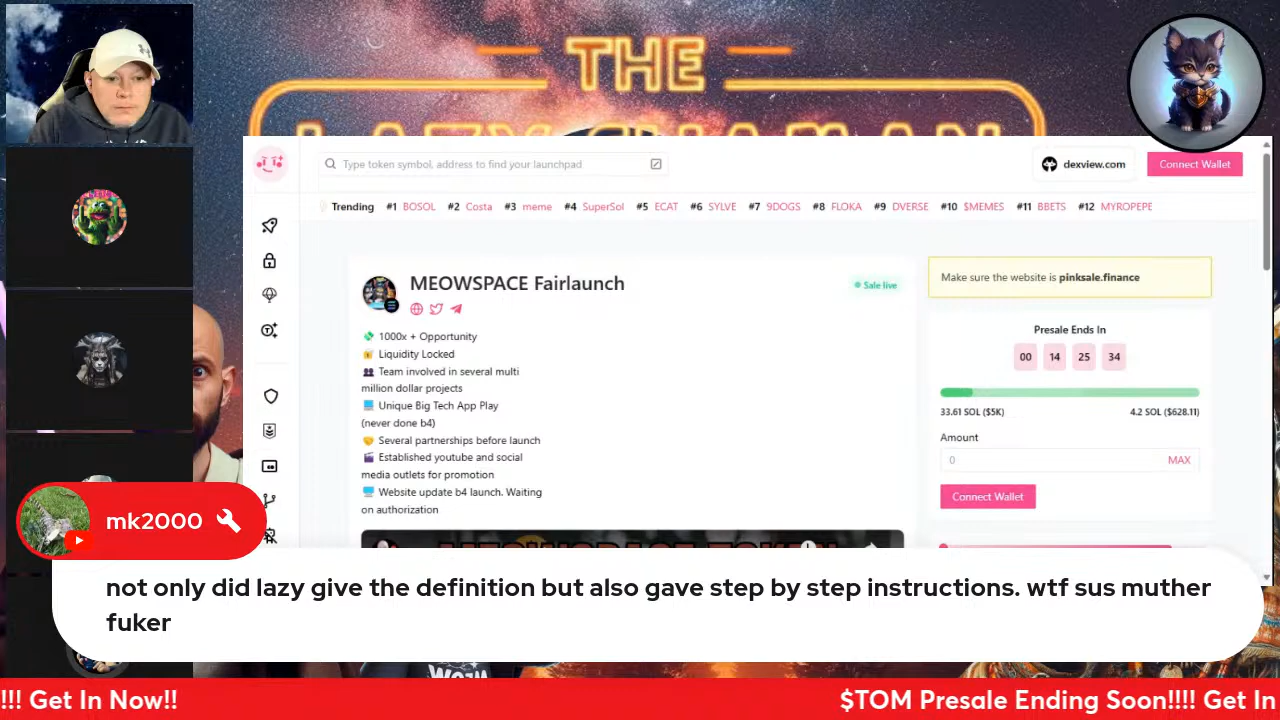 THE
LAZY SHAMAN
Type token symbol, address to find your launchpad
dexview.com
Connect Wallet
Trending #1 BOSOL #2 Costa #3 meme #4 SuperSol #5 ECAT #6 SYLVE #7 9DOGS #8 FLOKA #9 DVERSE #10 $MEMES #11 BBETS #12 MYROPEPE
MEOWSPACE Fairlaunch
Sale live
💸 1000x + Opportunity
🔐 Liquidity Locked
👥 Team involved in several multi
million dollar projects
💻 Unique Big Tech App Play
(never done b4)
🤝 Several partnerships before launch
🎬 Established youtube and social
media outlets for promotion
🖥️ Website update b4 launch. Waiting
on authorization
MEOWSPACE TOKEN
Make sure the website is pinksale.finance
Presale Ends In
00 14 25 34
33.61 SOL ($5K) 4.2 SOL ($628.11)
Amount
0 MAX
Connect Wallet
mk2000
not only did lazy give the definition but also gave step by step instructions. wtf sus muther
fuker
!!! Get In Now!! $TOM Presale Ending Soon!!!! Get In